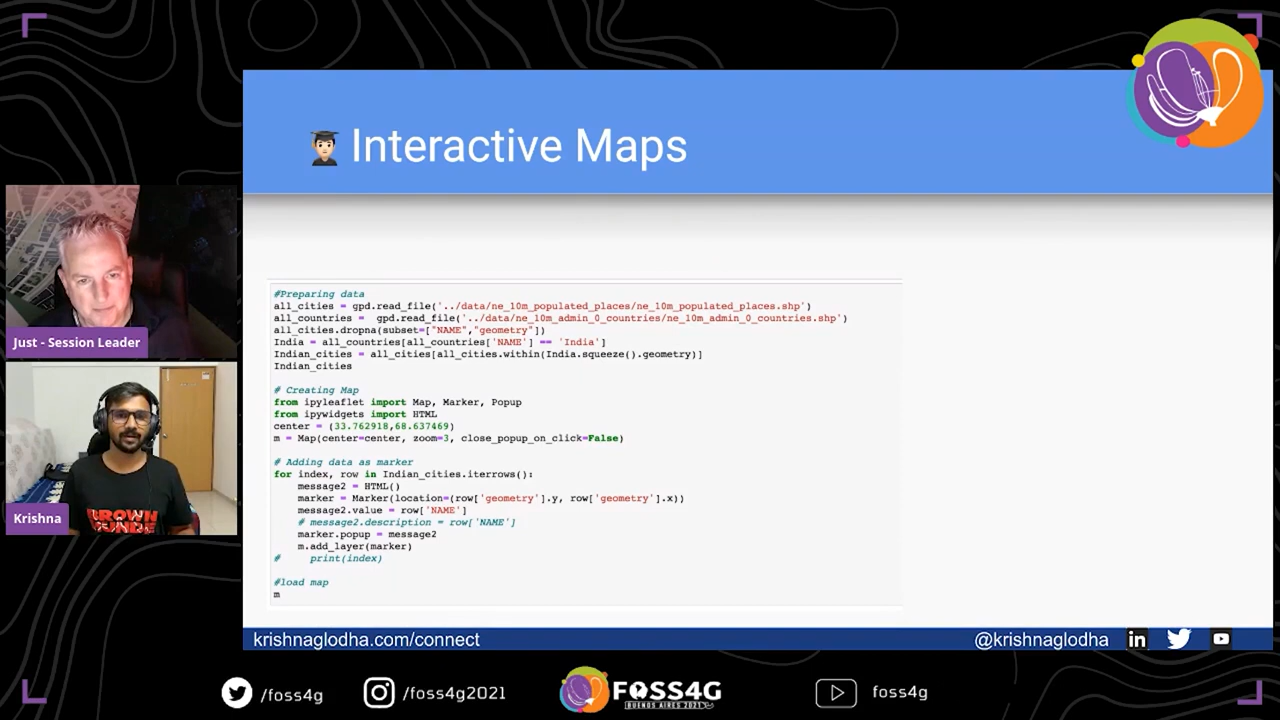 Interactive Maps
#Preparing data
all_cities = gpd.read_file('../data/ne_10m_populated_places/ne_10m_populated_places.shp')
all_countries =  gpd.read_file('../data/ne_10m_admin_0_countries/ne_10m_admin_0_countries.shp')
all_cities.dropna(subset=["NAME","geometry"])
India = all_countries[all_countries['NAME'] == 'India']
Indian_cities = all_cities[all_cities.within(India.squeeze().geometry)]
Indian_cities
# Creating Map
from ipyleaflet import Map, Marker, Popup
from ipywidgets import HTML
center = (33.762918,68.637469)
m = Map(center=center, zoom=3, close_popup_on_click=False)
# Adding data as marker
for index, row in Indian_cities.iterrows():
    message2 = HTML()
    marker = Marker(location=(row['geometry'].y, row['geometry'].x))
    message2.value = row['NAME']
    # message2.description = row['NAME']
    marker.popup = message2
    m.add_layer(marker)
#     print(index)
#load map
m
Just - Session Leader
Krishna
krishnaglodha.com/connect
@krishnaglodha
/foss4g
/foss4g2021
FOSS4G
BUENOS AIRES 2021
foss4g